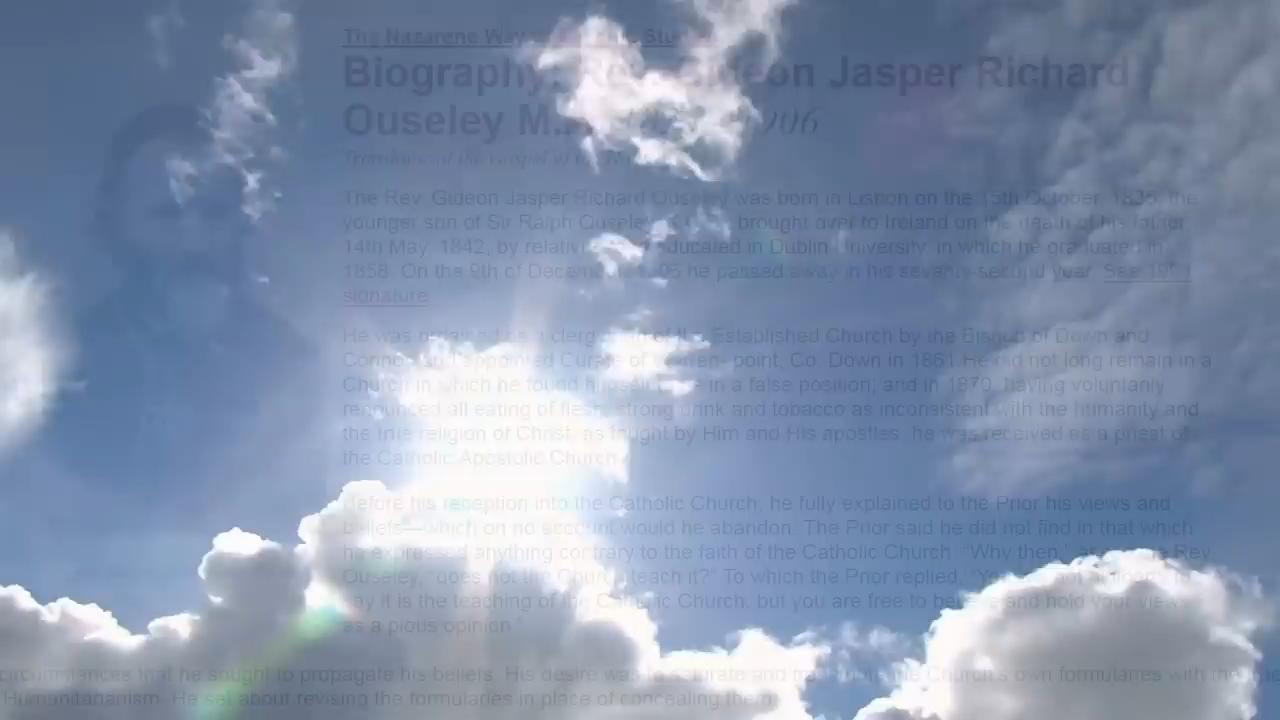 The Nazarene Way
Biography: Rev. Gideon Jasper Richard
Ouseley M.A. 906
The Rev. Gideon Jasper Richard Ouseley was born in Lisbon on the 15th October, 1835, the
younger son of Sir Ralph Ouseley brought over to Ireland on the death of his father,
14th May, 1842, by educated in Dublin University, in which he graduated in
1858. On the 9th of December 1906 he passed away in his seventy-second year. See
signature
He was ordained as a clergyman of the Established Church by the Bishop of Down and
Connor and appointed Curate of point, Co. Down in 1861.He did not long remain in a
Church in which he found himself in a false position; and in 1870, having voluntarily
renounced all eating of flesh, strong drink and tobacco as inconsistent with the humanity and
the true religion of Christ, as taught by Him and His apostles, he was received as a priest of
the Catholic Apostolic Church.
Before his reception into the Catholic Church, he fully explained to the Prior his views and
beliefs—which on no account would he abandon. The Prior said he did not find in that which
he expressed anything contrary to the faith of the Catholic Church. "Why then," Rev.
Ouseley, "does not the Church teach it?" To which the Prior replied,
say it is the teaching of the Catholic Church, but you are free to believe and hold your views
as a pious opinion."
circumstances that he sought to propagate his beliefs. His desire was to saturate and the Church's own formularies with
Humanitarianism. He set about revising the formularies in place of concealing them